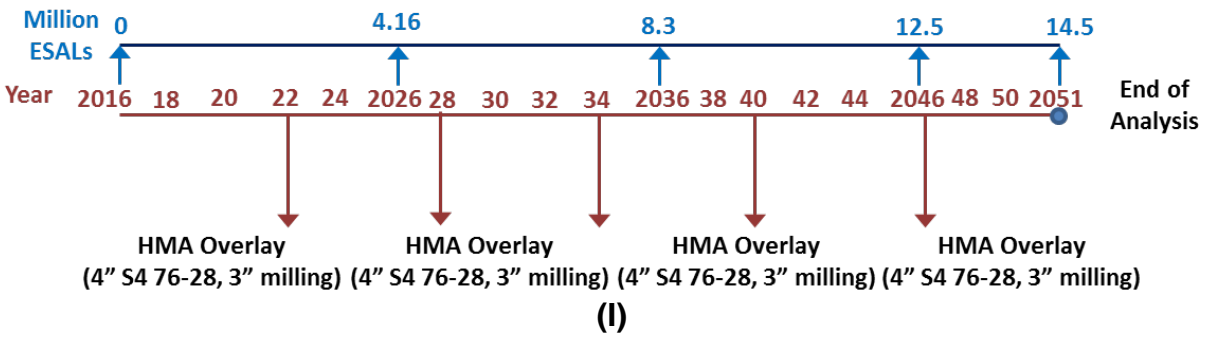 Million ESALs 0 4.16 8.3 12.5 14.5
Year 2016 18 20 22 24 2026 28 30 32 34 2036 38 40 42 44 2046 48 50 2051
End of Analysis
HMA Overlay HMA Overlay HMA Overlay HMA Overlay
(4” S4 76-28, 3” milling) (4” S4 76-28, 3” milling) (4” S4 76-28, 3” milling) (4” S4 76-28, 3” milling)
(l)